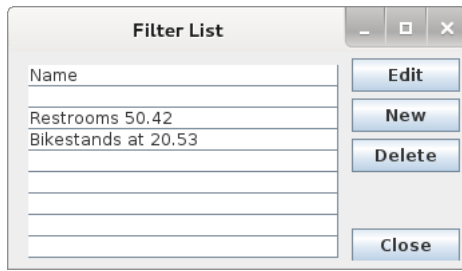 Filter List
Name
Edit
New
Restrooms 50.42
Bikestands at 20.53
Delete
Close